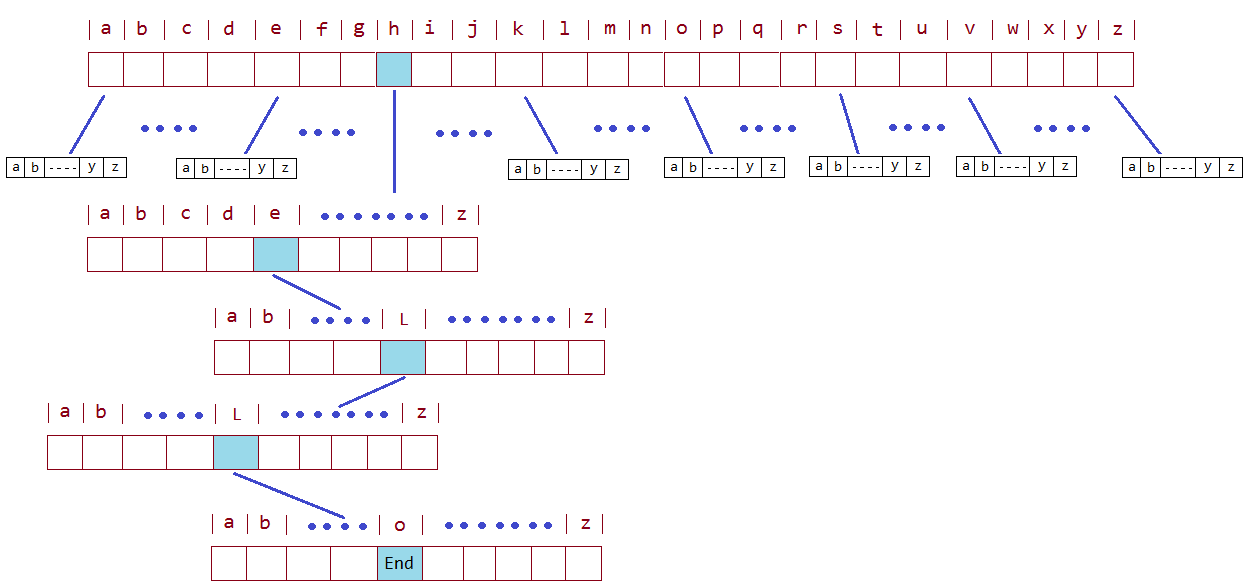 | a | b | c | d | e | f | g | h | i | j | k | l | m | n | o | p | q | r | s | t | u | v | w | x | y | z |
a b ---- y z a b ---- y z a b ---- y z a b ---- y z a b ---- y z a b ---- y z a b ---- y z
| a | b | c | d | e | ....... | z |
| a | b | .... | L | ....... | z |
| a | b | .... | L | ....... | z |
| a | b | .... | o | ....... | z |
End